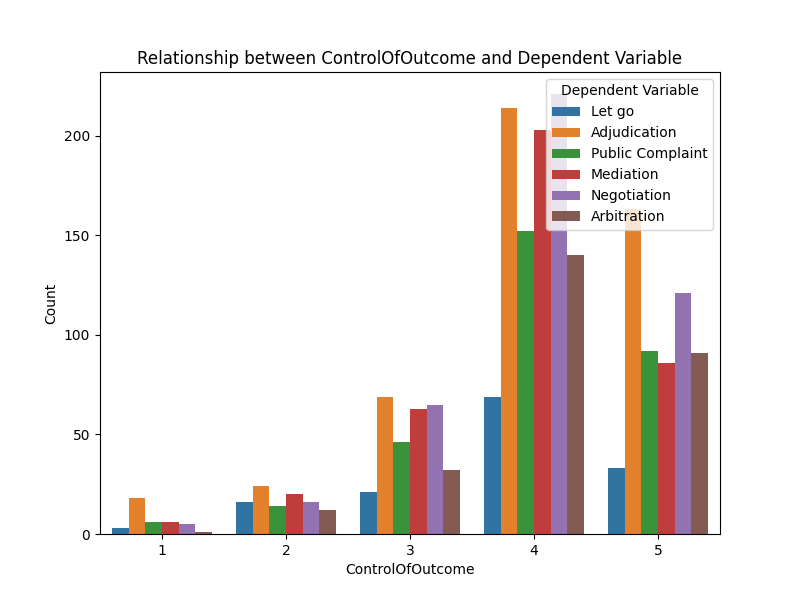 Relationship between ControlOfOutcome and Dependent Variable
Dependent Variable
Let go
Adjudication
Public Complaint
Mediation
Negotiation
Arbitration
Count
200
150
100
50
0
1 2 3 4 5
ControlOfOutcome